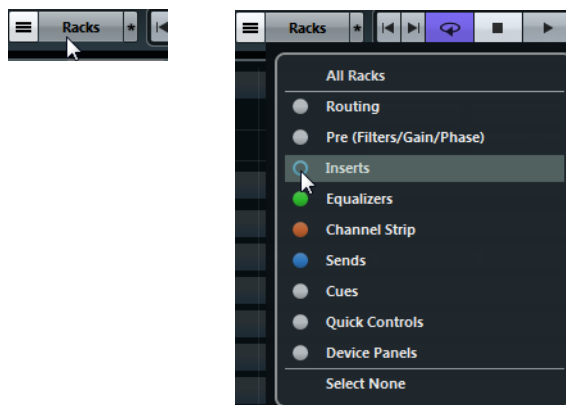 Racks *
Racks *
All Racks
Routing
Pre (Filters/Gain/Phase)
Inserts
Equalizers
Channel Strip
Sends
Cues
Quick Controls
Device Panels
Select None